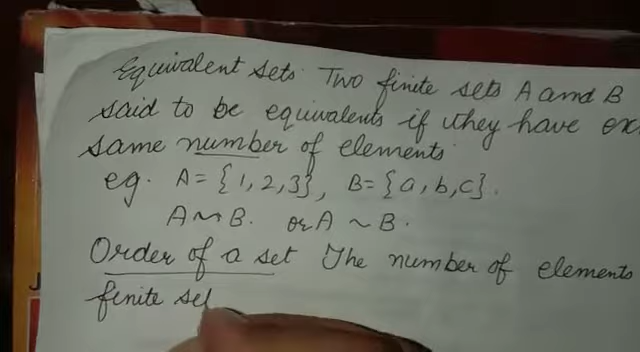 Equivalent sets. Two finite sets A and B
said to be equivalents if they have ex
same number of elements
eg. A = {1, 2, 3}, B = {a, b, c}.
A ~ B. or A ~ B.
Order of a set The number of elements
finite set